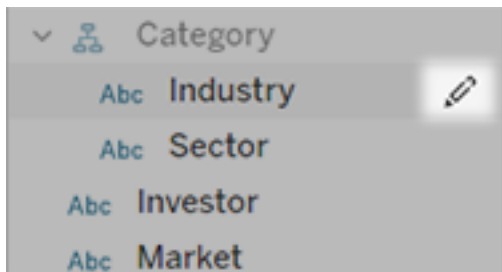 Category
Abc Industry
Abc Sector
Abc Investor
Abc Market